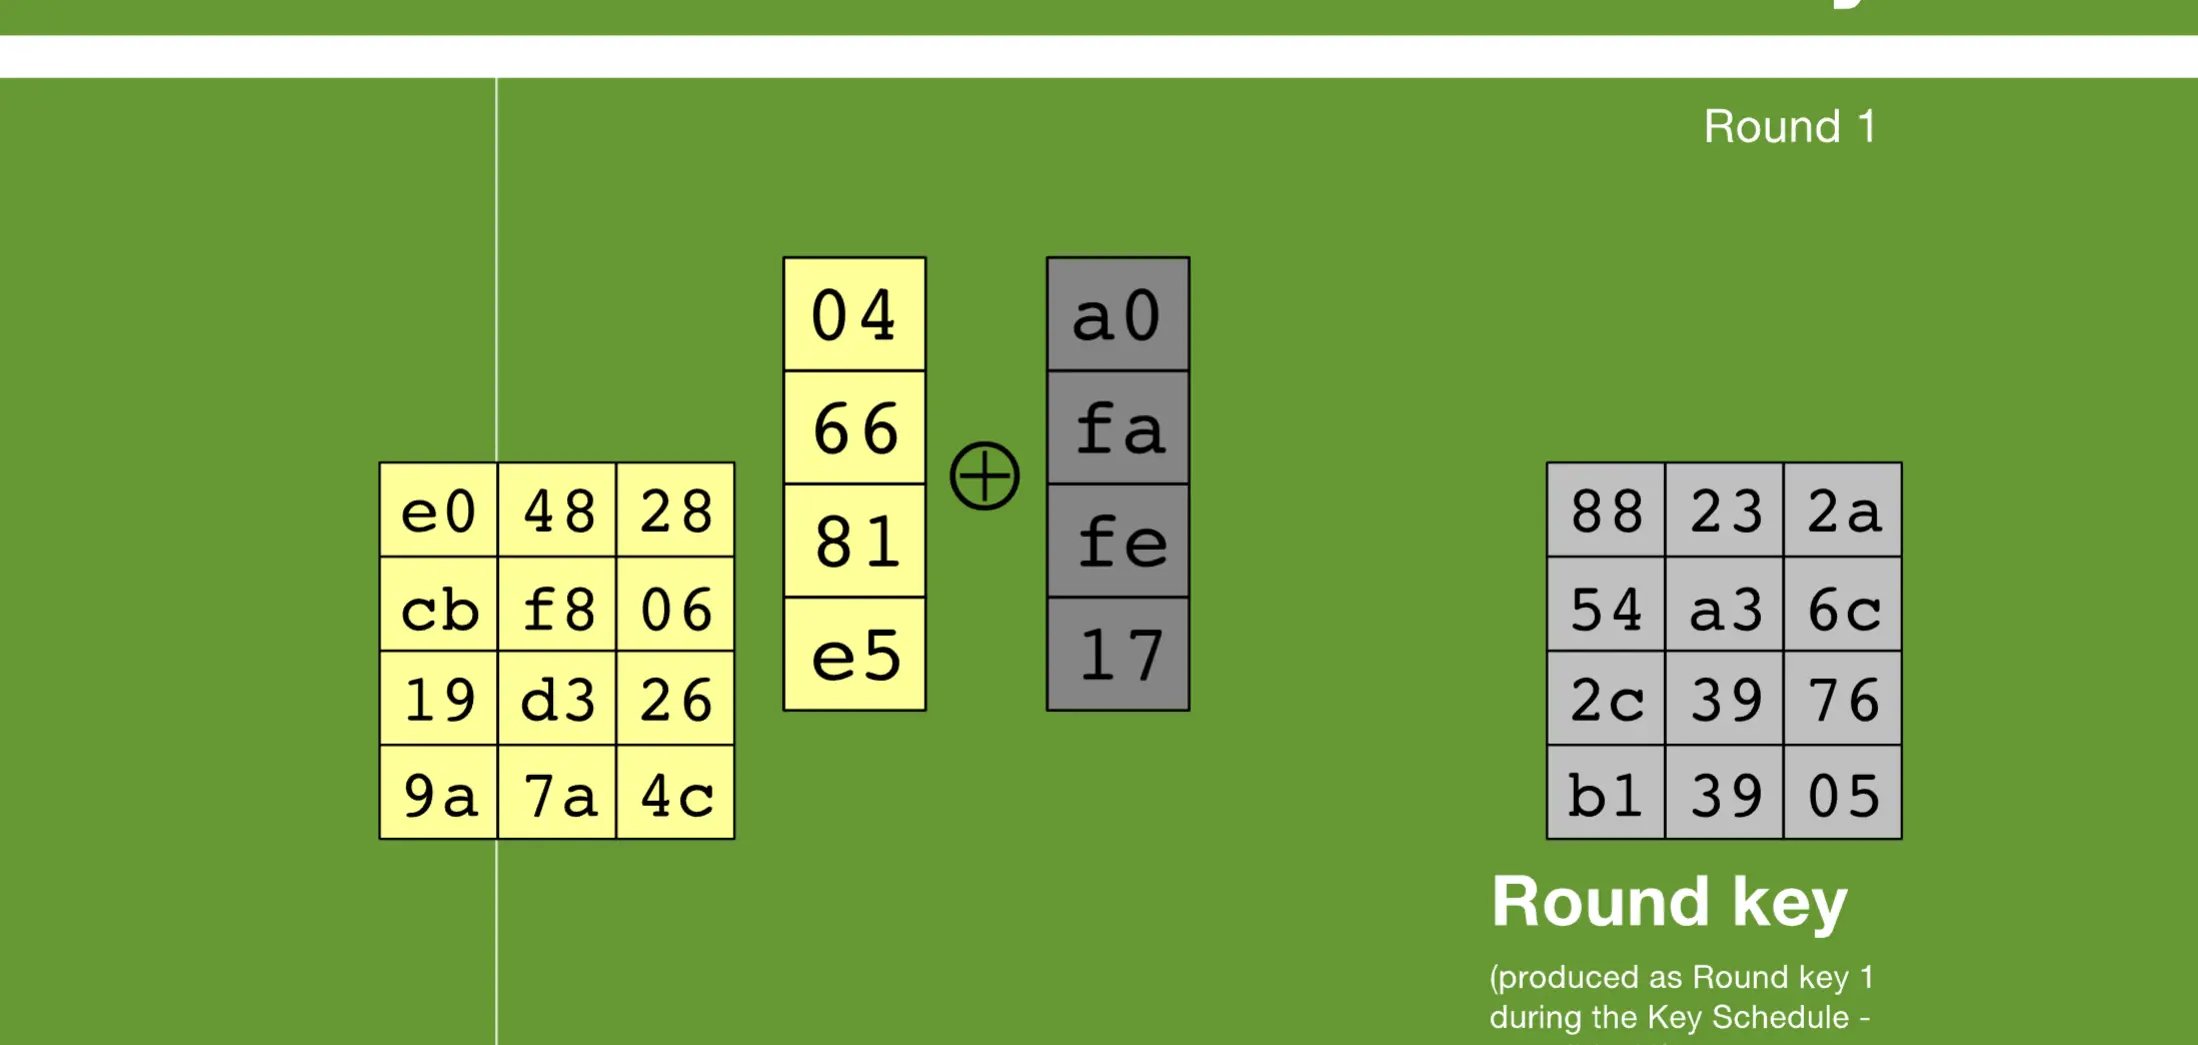 Round 1
04
66
81
e5
a0
fa
fe
17
e0 48 28
cb f8 06
19 d3 26
9a 7a 4c
88 23 2a
54 a3 6c
2c 39 76
b1 39 05
Round key
(produced as Round key 1
during the Key Schedule -